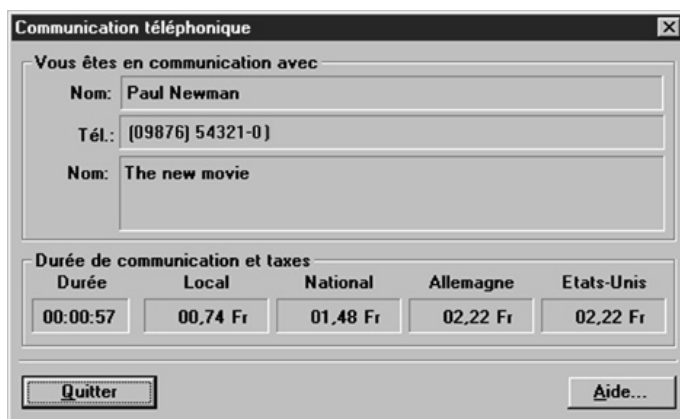 Communication téléphonique
Vous êtes en communication avec
Nom: Paul Newman
Tél.: (09876) 54321-0)
Nom: The new movie
Durée de communication et taxes
Durée Local National Allemagne Etats-Unis
00:00:57 00,74 Fr 01,48 Fr 02,22 Fr 02,22 Fr
Quitter Aide...